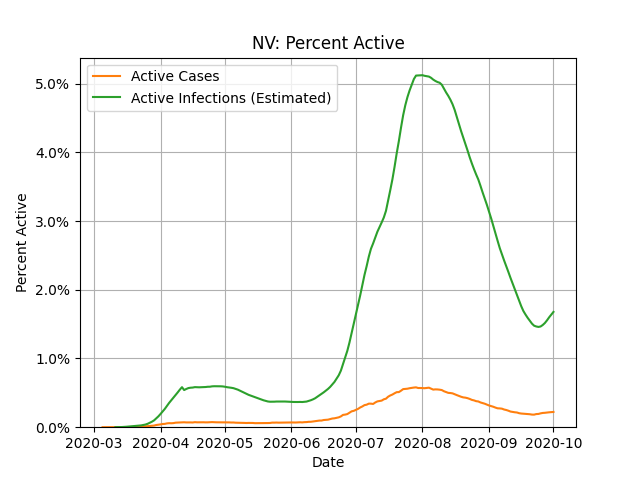 NV: Percent Active
Active Cases
Active Infections (Estimated)
Percent Active
5.0%
4.0%
3.0%
2.0%
1.0%
0.0%
2020-03 2020-04 2020-05 2020-06 2020-07 2020-08 2020-09 2020-10
Date